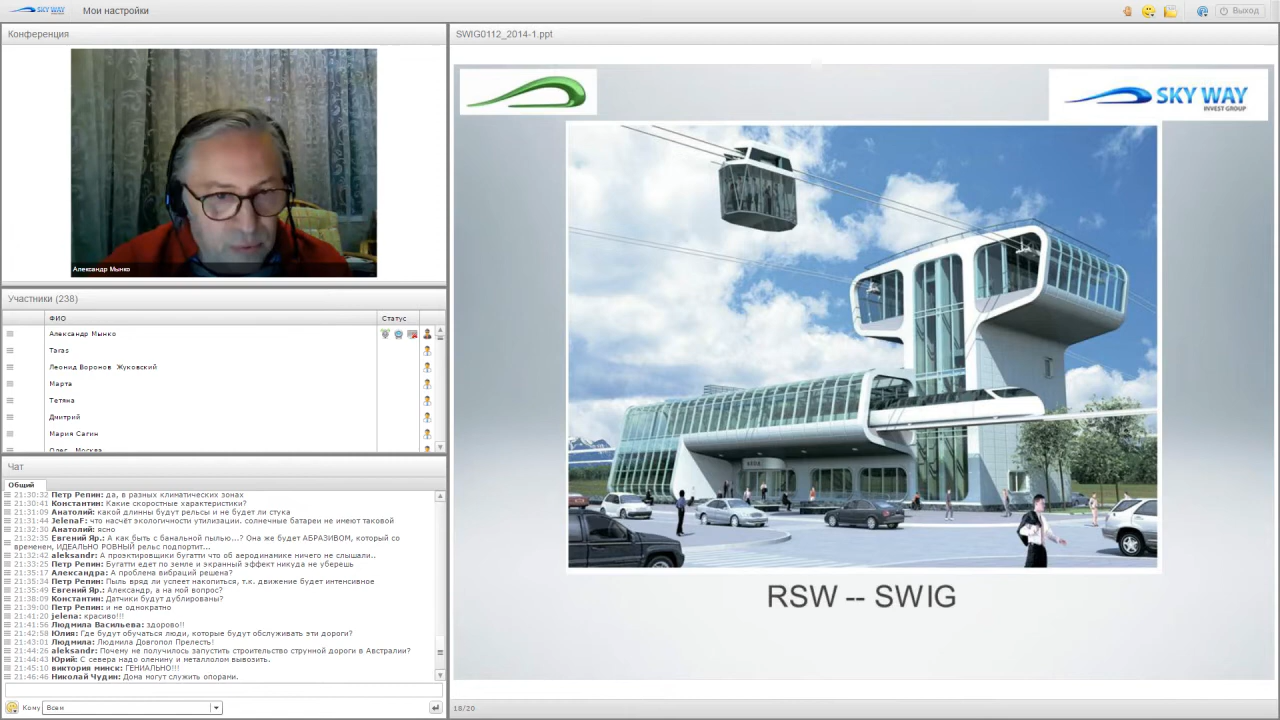 SKY WAY
Мои настройки
Выход
Конференция
SWIG0112_2014-1.ppt
SKY WAY
INVEST GROUP
Александр Мынко
Участники (238)
ФИО
Статус
Александр Мынко
Taras
Леонид Воронов Жуковский
Марта
Тетяна
Дмитрий
Мария Сагин
Олег Москва
Чат
Общий
21:30:32 Петр Репин: да, в разных климатических зонах
21:30:41 Константин: Какие скоростные характеристики?
21:31:09 Анатолий: какой длинны будут рельсы и не будет ли стука
21:31:44 JelenaF: что насчёт экологичности утилизации. солнечные батареи не имеют таковой
21:32:30 Анатолий: ясно
21:32:35 Евгений Яр.: А как быть с банальной пылью...? Она же будет АБРАЗИВОМ, который со
временем, ИДЕАЛЬНО РОВНЫЙ рельс подпортит...
21:32:42 aleksandr: А проектировщики бугатти что об аеродинамике ничего не слышали..
21:33:25 Петр Репин: Бугатти едет по земле и экранный эффект никуда не уберешь
21:35:17 Александра: А проблема вибраций решена?
21:35:34 Петр Репин: Пыль вряд ли успеет накопиться, т.к. движение будет интенсивное
21:35:49 Евгений Яр.: Александр, а на мой вопрос?
21:38:09 Константин: Датчики будут дублированы?
21:39:00 Петр Репин: и не однократно
21:41:20 jelena: красиво!!!
21:41:56 Людмила Васильева: здорово!!
21:42:58 Юлия: Где будут обучаться люди, которые будут обслуживать эти дороги?
21:43:01 Людмила: Людмила Довгопол Прелесть!
21:44:26 aleksandr: Почему не получилось запустить строительство струнной дороги в Австралии?
21:44:43 Юрий: С севера надо оленину и металлолом вывозить.
21:45:10 виктория минск: ГЕНИАЛЬНО!!!
21:46:46 Николай Чудин: Дома могут служить опорами.
Кому
Всем
RSW -- SWIG
18/20